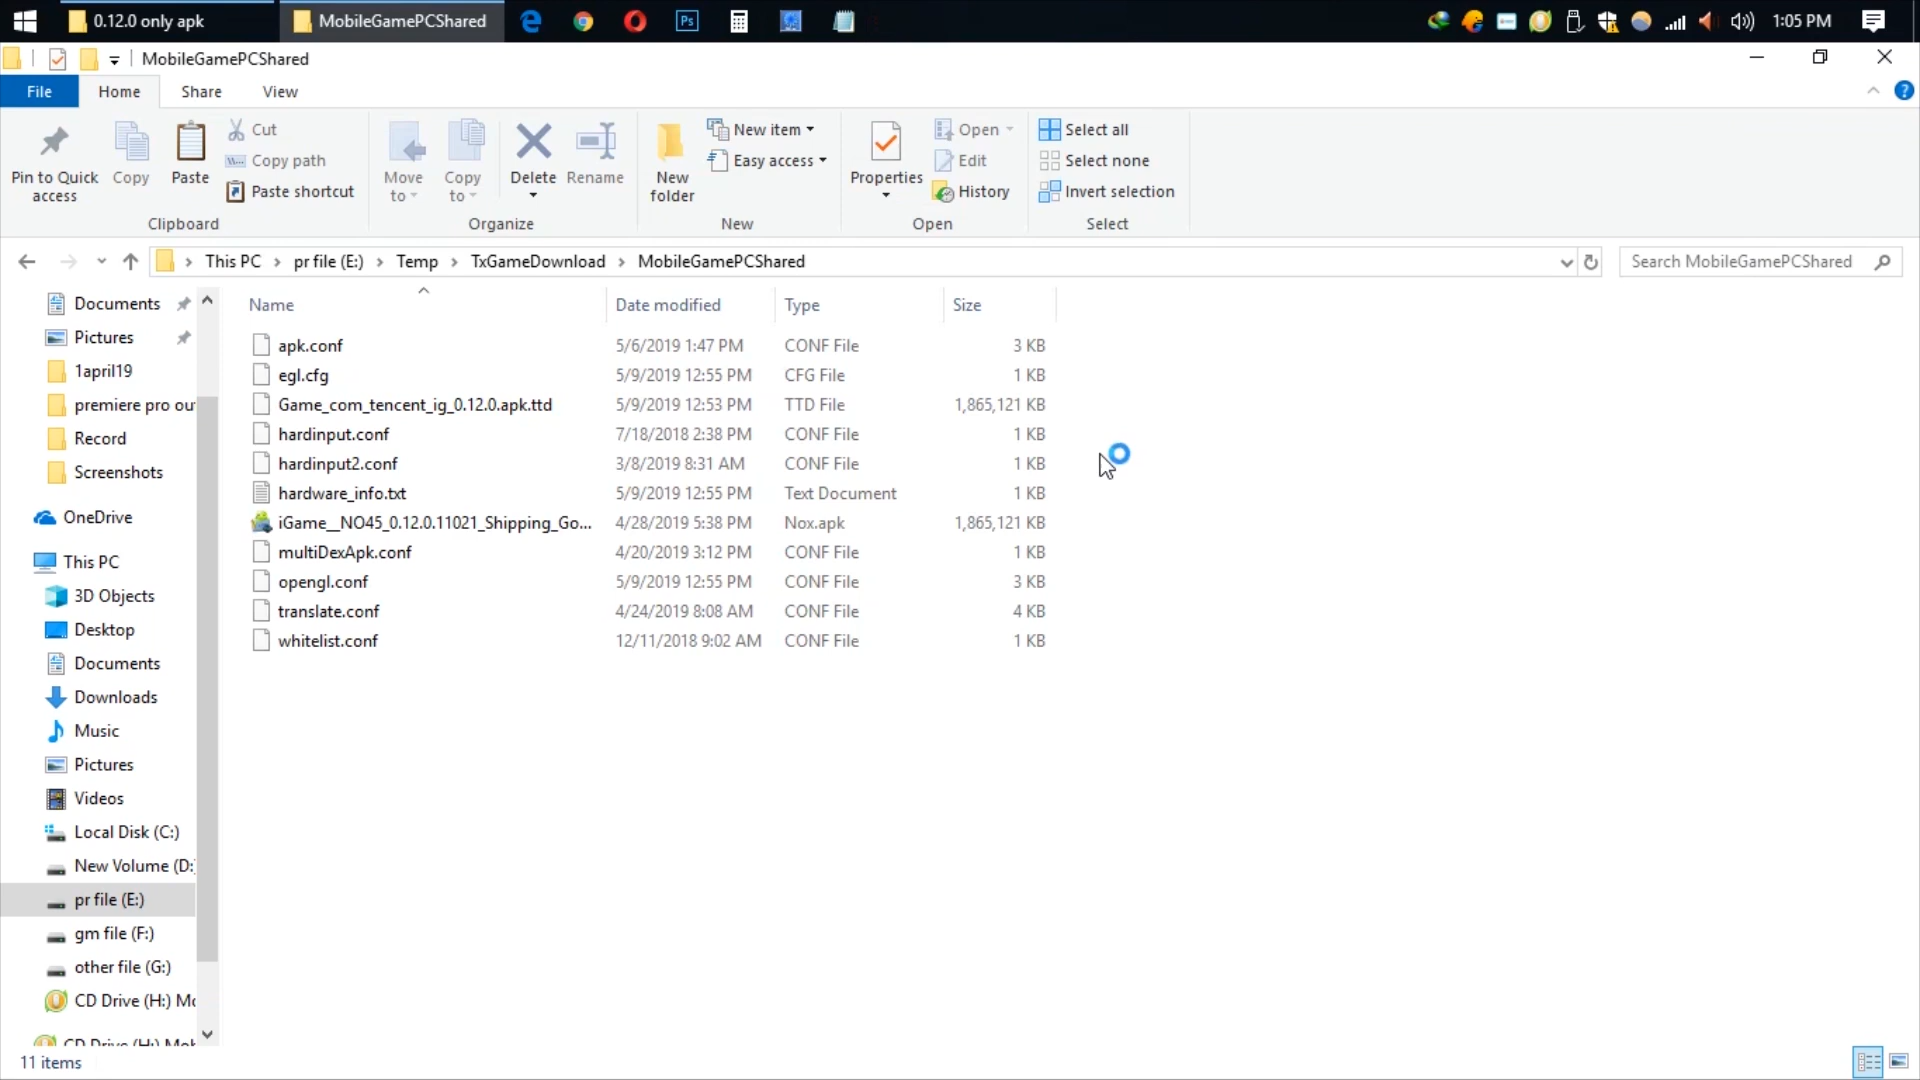 0.12.0 only apk
MobileGamePCShared
Ps
1:05 PM
MobileGamePCShared
File
Home
Share
View
Pin to Quick access
Copy
Paste
Cut
Copy path
Paste shortcut
Clipboard
Move to
Copy to
Delete
Rename
Organize
New folder
New item
Easy access
New
Properties
Open
Edit
History
Open
Select all
Select none
Invert selection
Select
This PC > pr file (E:) > Temp > TxGameDownload > MobileGamePCShared
Search MobileGamePCShared
Documents
Pictures
1april19
premiere pro ou
Record
Screenshots
OneDrive
This PC
3D Objects
Desktop
Documents
Downloads
Music
Pictures
Videos
Local Disk (C:)
New Volume (D:
pr file (E:)
gm file (F:)
other file (G:)
CD Drive (H:) Mo
CD Drive (H:) Mob
Name Date modified Type Size
apk.conf 5/6/2019 1:47 PM CONF File 3 KB
egl.cfg 5/9/2019 12:55 PM CFG File 1 KB
Game_com_tencent_ig_0.12.0.apk.ttd 5/9/2019 12:53 PM TTD File 1,865,121 KB
hardinput.conf 7/18/2018 2:38 PM CONF File 1 KB
hardinput2.conf 3/8/2019 8:31 AM CONF File 1 KB
hardware_info.txt 5/9/2019 12:55 PM Text Document 1 KB
iGame__NO45_0.12.0.11021_Shipping_Go... 4/28/2019 5:38 PM Nox.apk 1,865,121 KB
multiDexApk.conf 4/20/2019 3:12 PM CONF File 1 KB
opengl.conf 5/9/2019 12:55 PM CONF File 3 KB
translate.conf 4/24/2019 8:08 AM CONF File 4 KB
whitelist.conf 12/11/2018 9:02 AM CONF File 1 KB
11 items